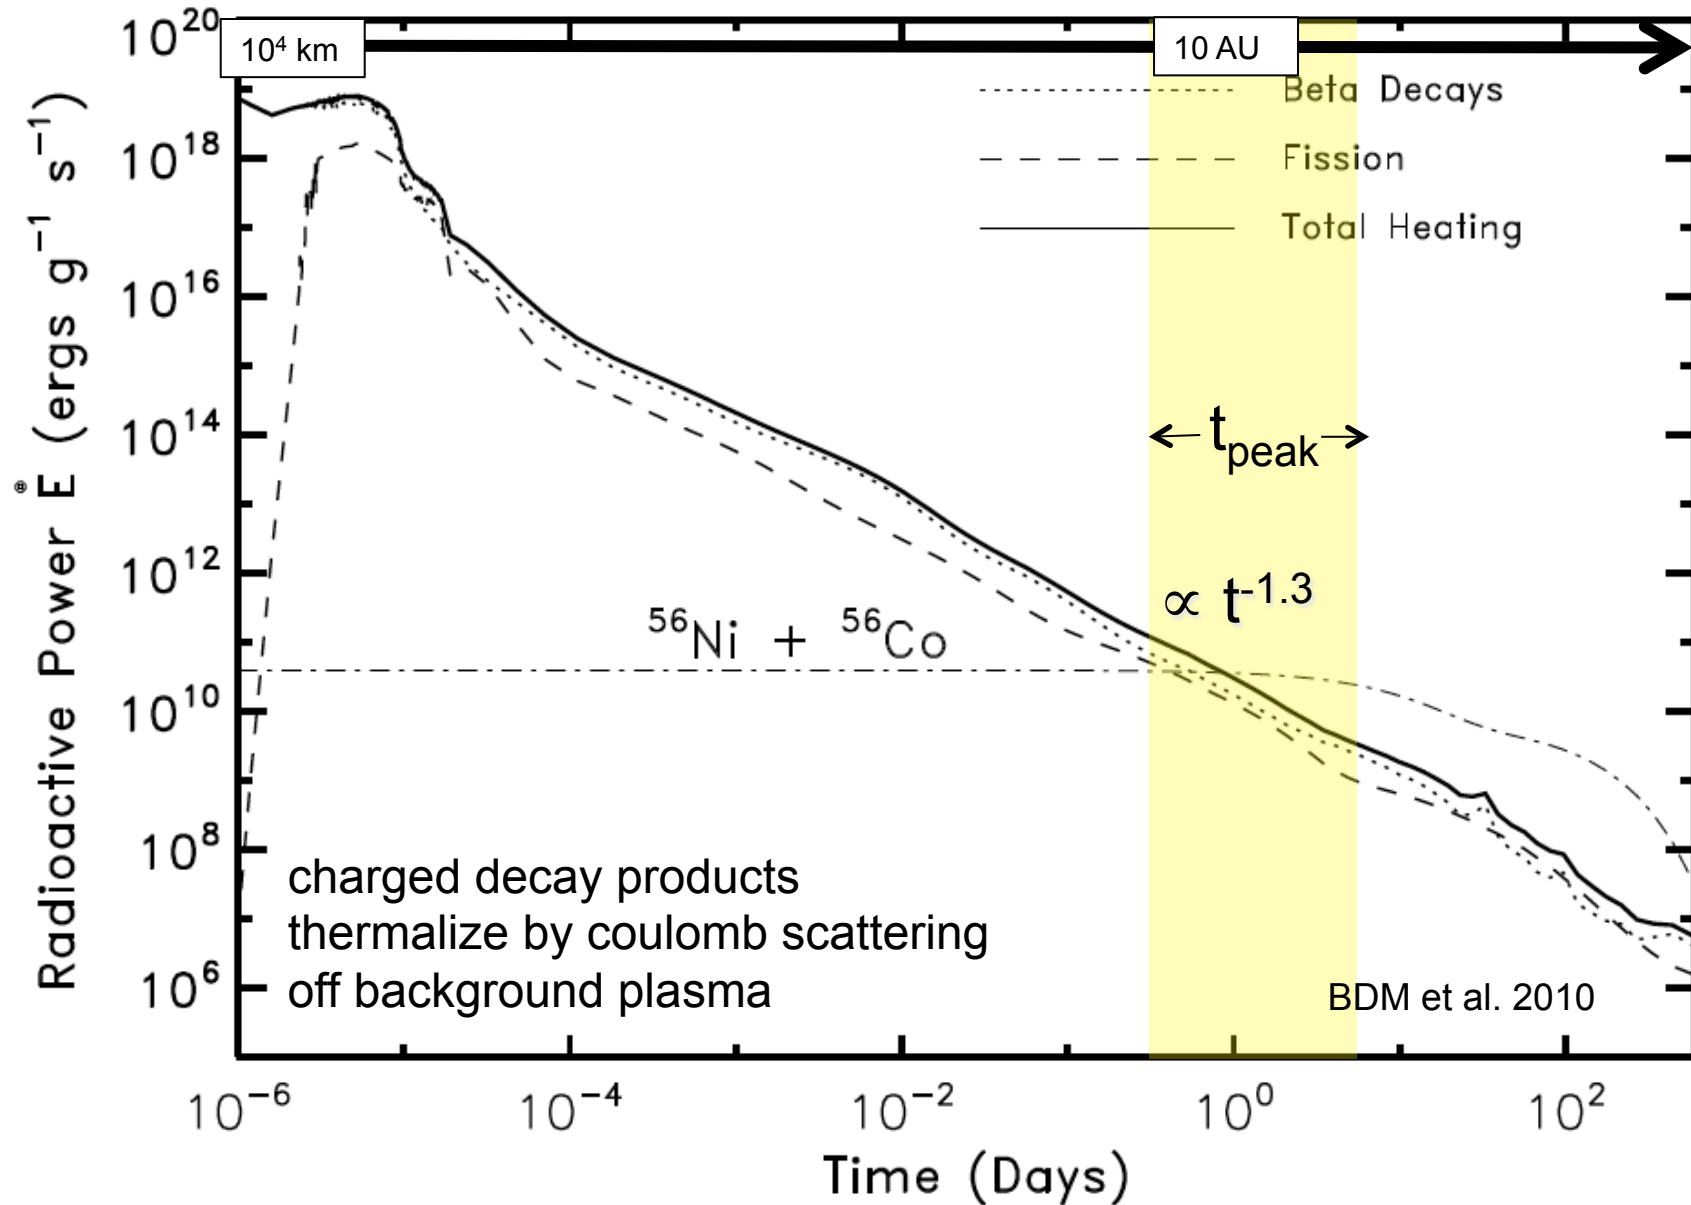 10²⁰
10⁴ km
10 AU
Beta Decays
10¹⁸
Fission
Total Heating
10¹⁶
10¹⁴
t_peak
10¹²
∝ t^-1.3
⁵⁶Ni + ⁵⁶Co
10¹⁰
10⁸
charged decay products
thermalize by coulomb scattering
off background plasma
10⁶
BDM et al. 2010
10⁻⁶ 10⁻⁴ 10⁻² 10⁰ 10²
Time (Days)
Radioactive Power Ė (ergs g⁻¹ s⁻¹)